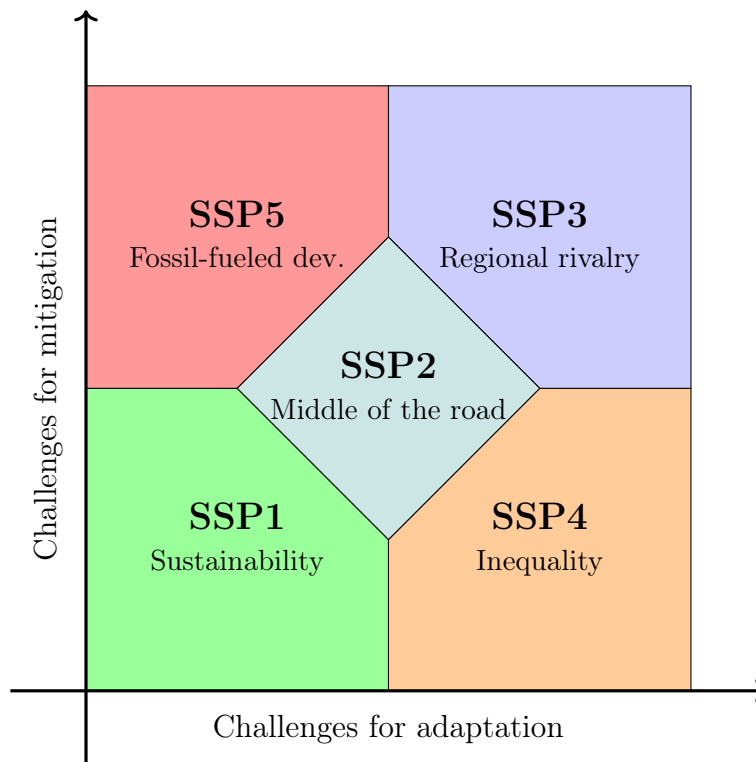 SSP5
Fossil-fueled dev.
SSP3
Regional rivalry
SSP2
Middle of the road
SSP1
Sustainability
SSP4
Inequality
Challenges for mitigation
Challenges for adaptation